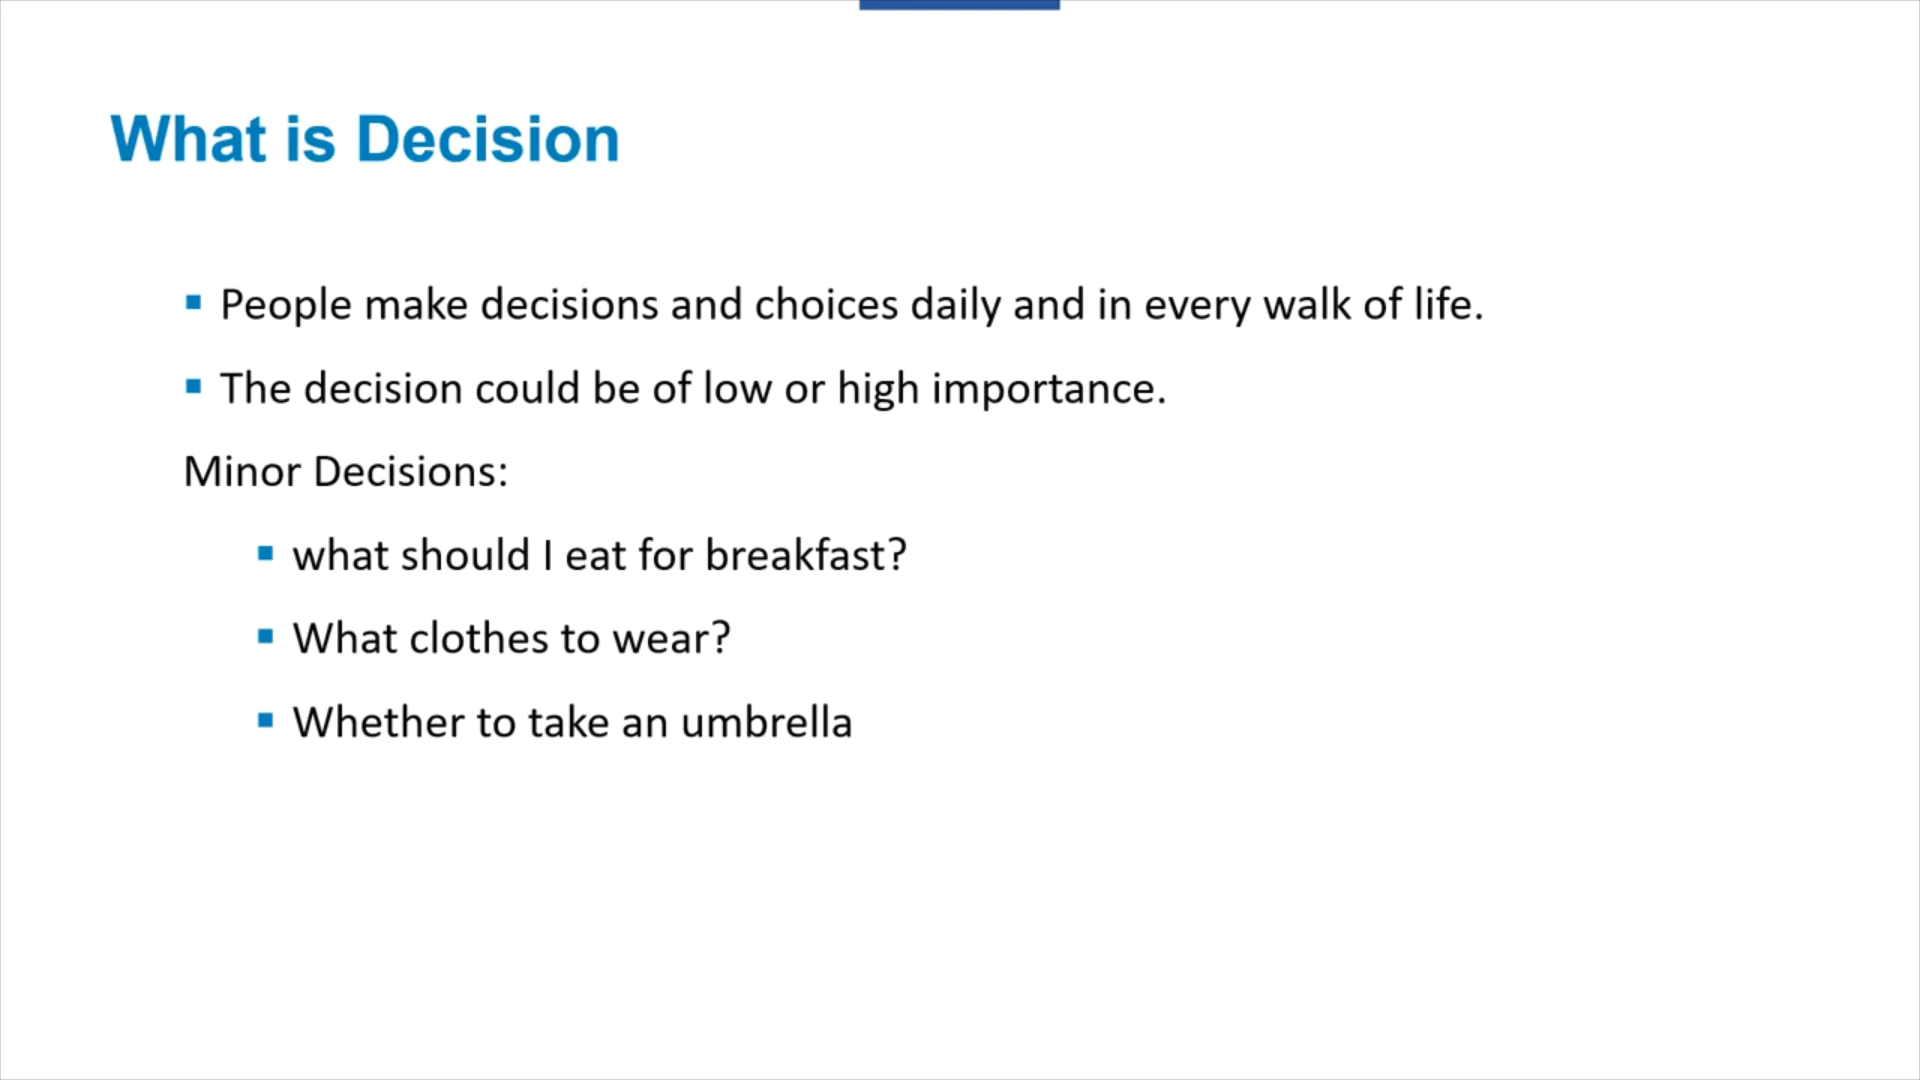 What is Decision
People make decisions and choices daily and in every walk of life.
The decision could be of low or high importance.
Minor Decisions:
what should I eat for breakfast?
What clothes to wear?
Whether to take an umbrella